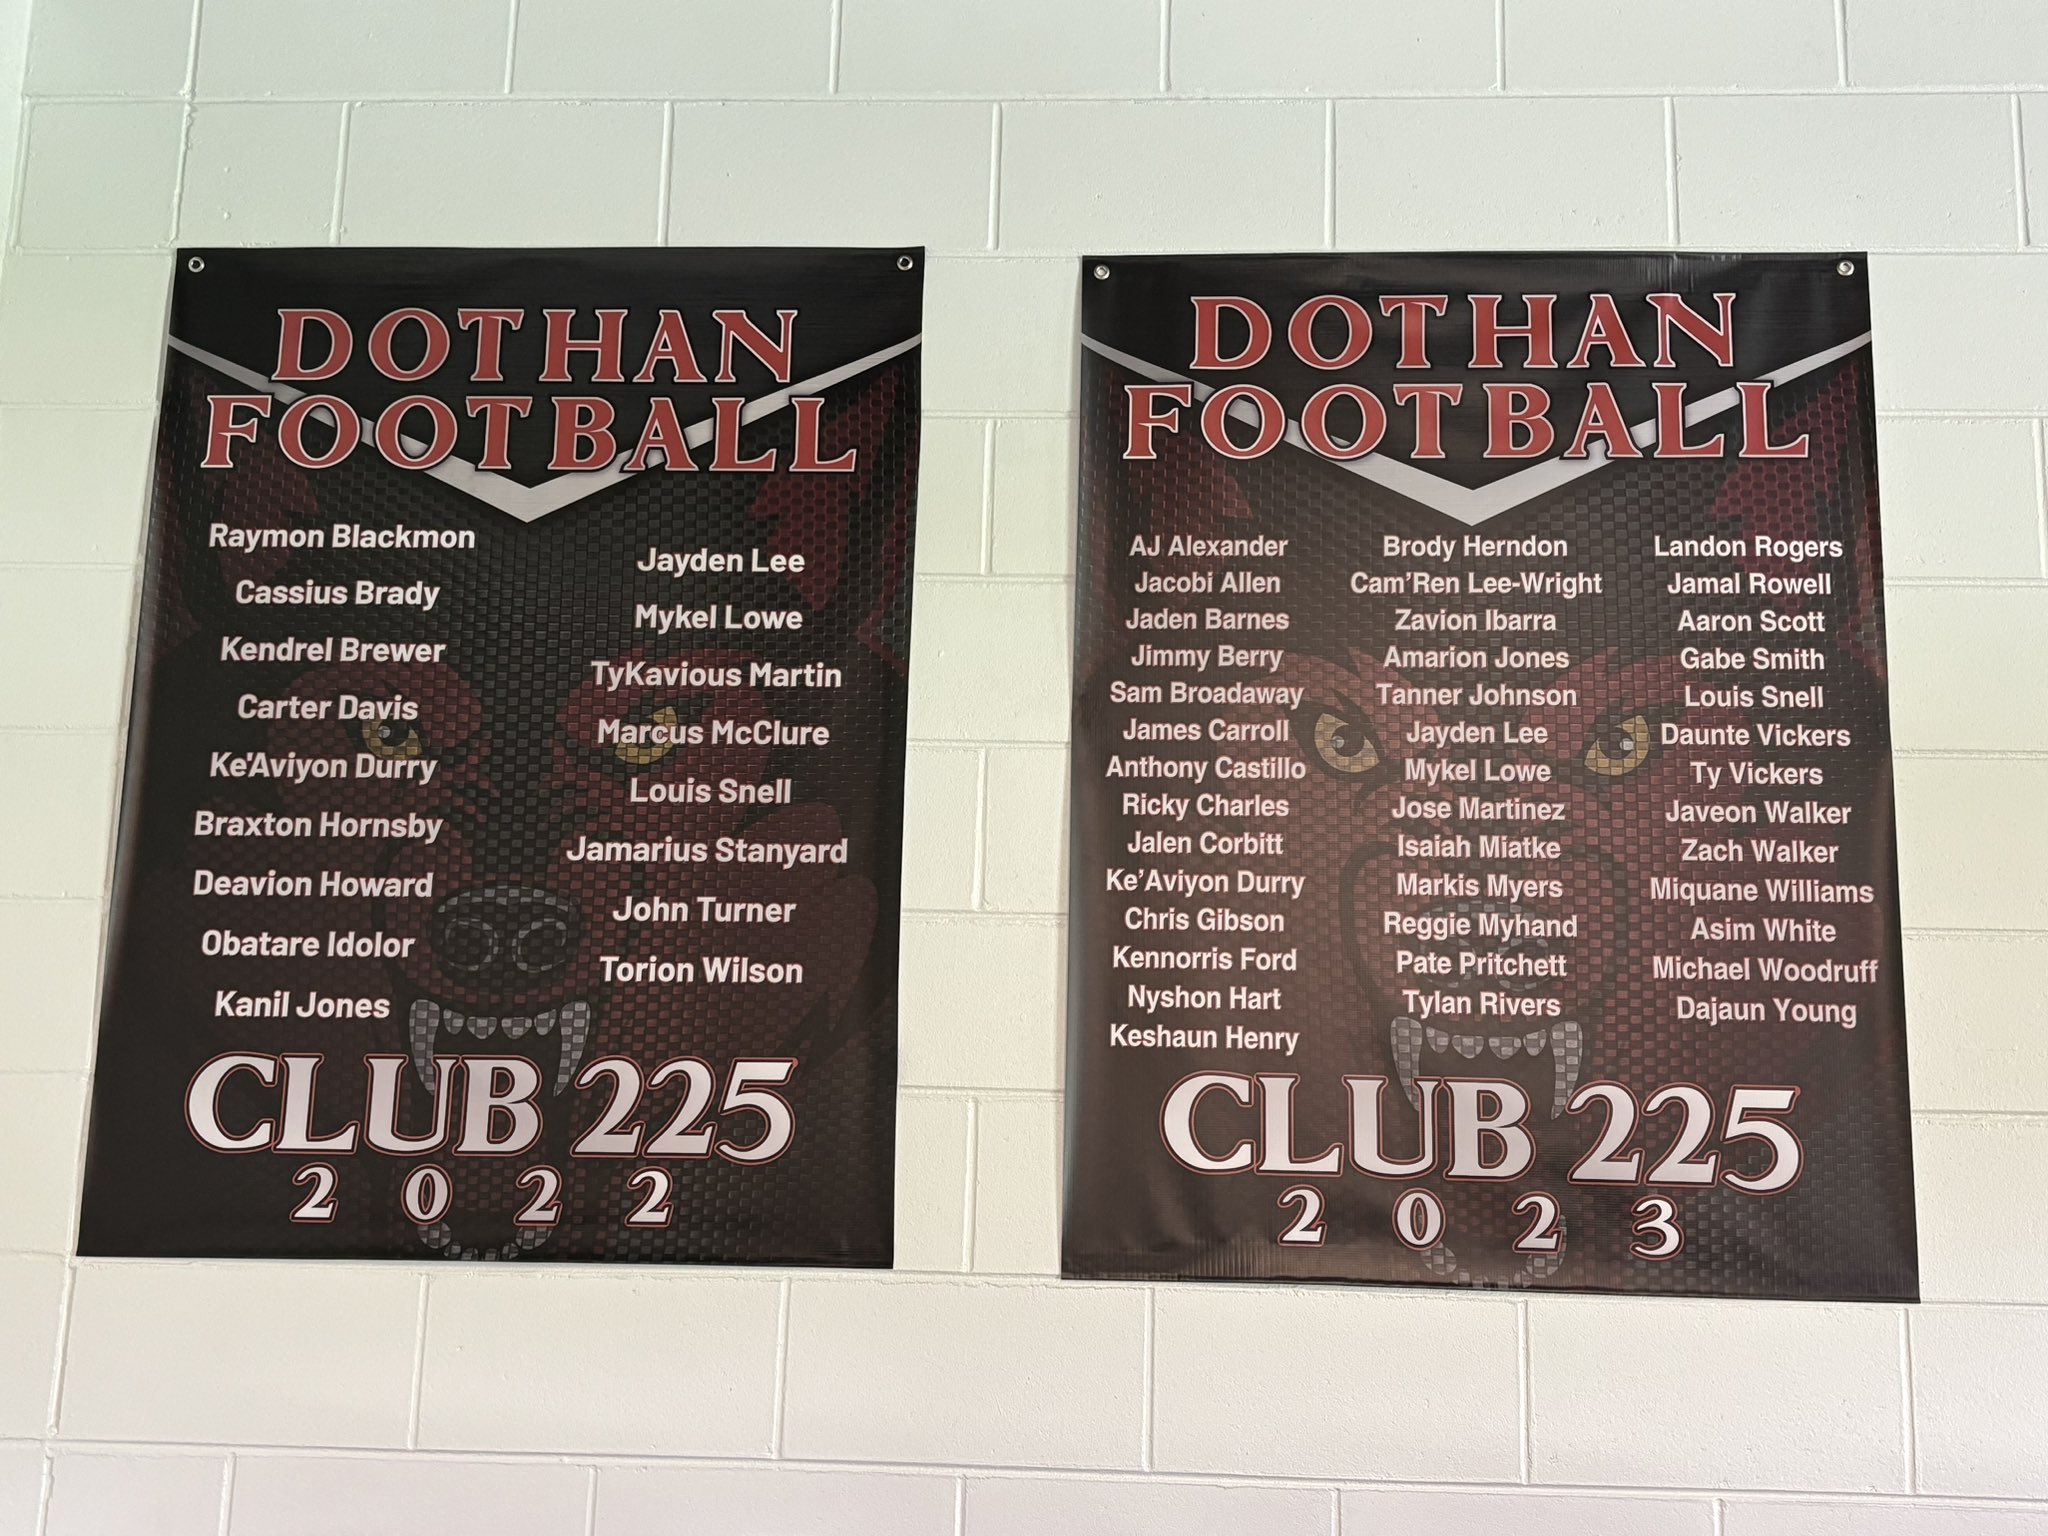 DOTHAN
FOOTBALL
Raymon Blackmon
Cassius Brady
Kendrel Brewer
Carter Davis
Ke'Aviyon Durry
Braxton Hornsby
Deavion Howard
Obatare Idolor
Kanil Jones
Jayden Lee
Mykel Lowe
TyKavious Martin
Marcus McClure
Louis Snell
Jamarius Stanyard
John Turner
Torion Wilson
CLUB 225
2022
DOTHAN
FOOTBALL
AJ Alexander
Jacobi Allen
Jaden Barnes
Jimmy Berry
Sam Broadaway
James Carroll
Anthony Castillo
Ricky Charles
Jalen Corbitt
Ke’Aviyon Durry
Chris Gibson
Kennorris Ford
Nyshon Hart
Keshaun Henry
Brody Herndon
Cam’Ren Lee-Wright
Zavion Ibarra
Amarion Jones
Tanner Johnson
Jayden Lee
Mykel Lowe
Jose Martinez
Isaiah Miatke
Markis Myers
Reggie Myhand
Pate Pritchett
Tylan Rivers
Landon Rogers
Jamal Rowell
Aaron Scott
Gabe Smith
Louis Snell
Daunte Vickers
Ty Vickers
Javeon Walker
Zach Walker
Miquane Williams
Asim White
Michael Woodruff
Dajaun Young
CLUB 225
2023